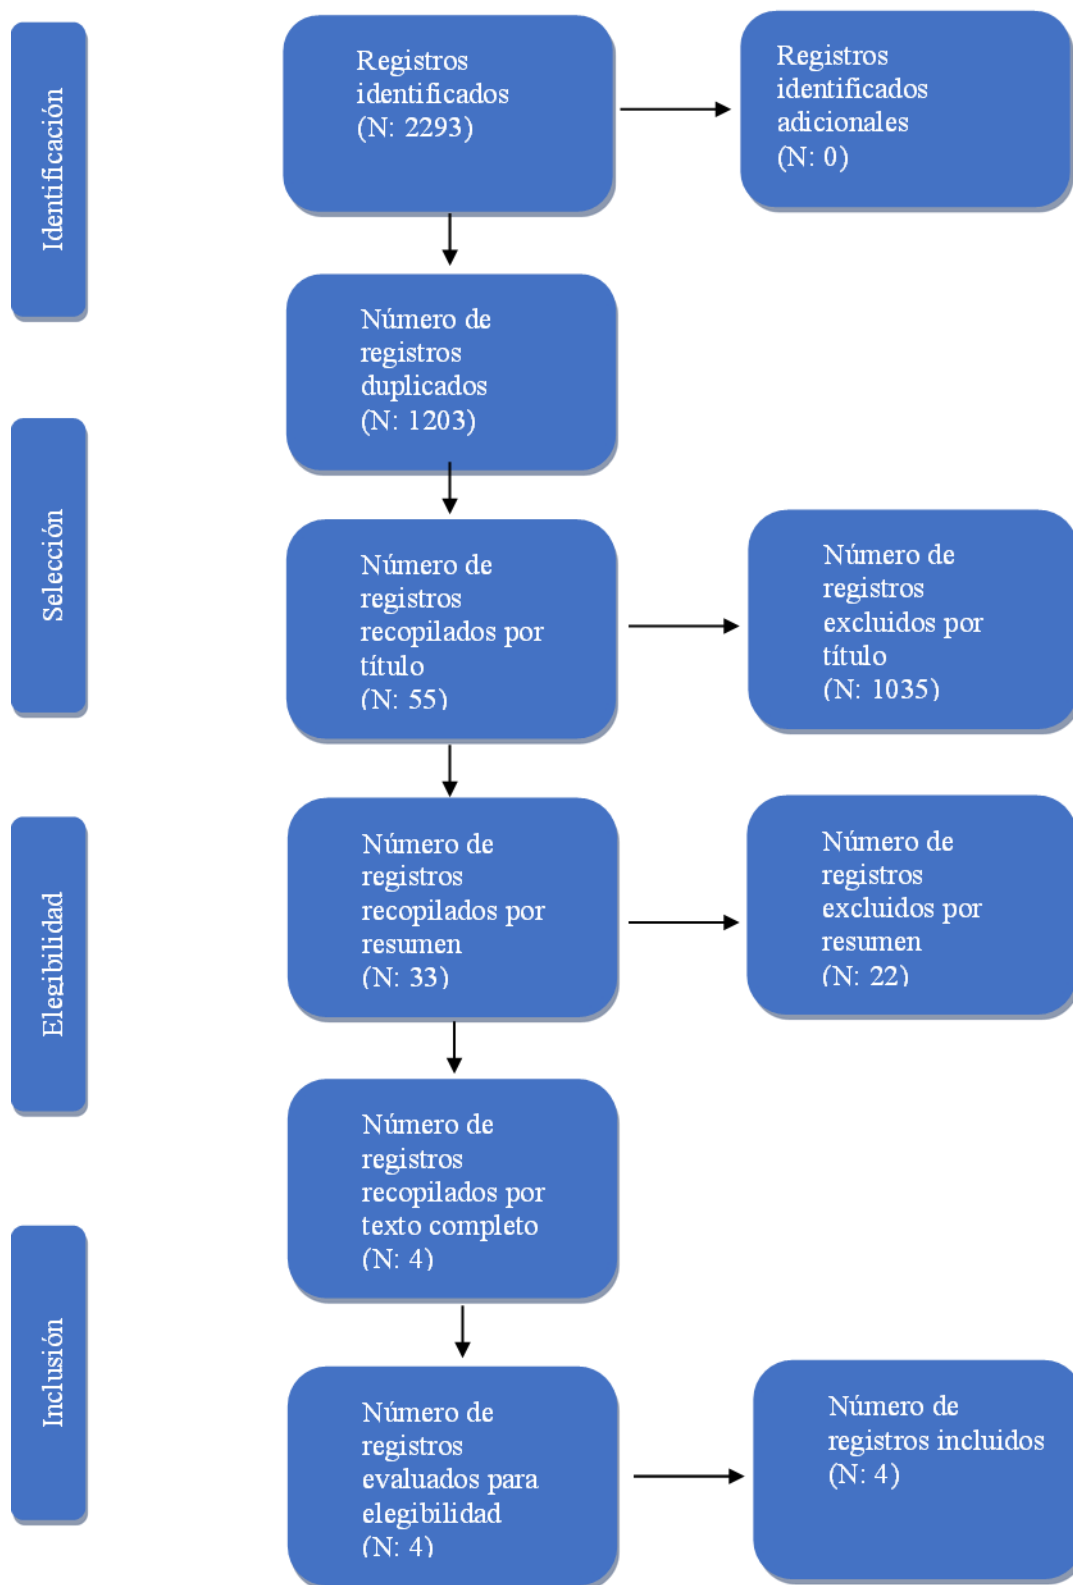 Identificación
Registros
identificados
(N: 2293)
Registros
identificados
adicionales
(N: 0)
Número de
registros
duplicados
(N: 1203)
Selección
Número de
registros
recopilados por
título
(N: 55)
Número de
registros
excluidos por
título
(N: 1035)
Elegibilidad
Número de
registros
recopilados por
resumen
(N: 33)
Número de
registros
excluidos por
resumen
(N: 22)
Número de
registros
recopilados por
texto completo
(N: 4)
Inclusión
Número de
registros
evaluados para
elegibilidad
(N: 4)
Número de
registros incluidos
(N: 4)